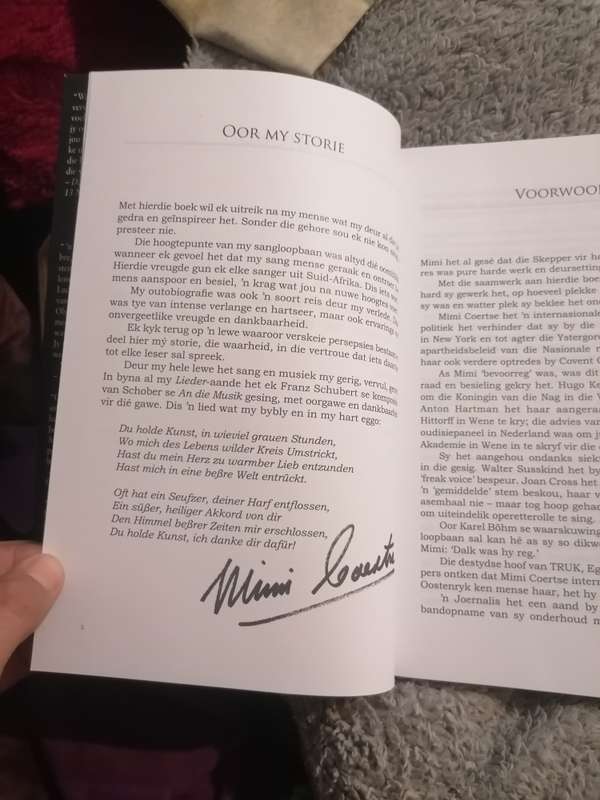 OOR MY STORIE
Met hierdie boek wil ek uitreik na my mense wat my deur al die
gedra en geïnspireer het. Sonder die gehore sou ek nie kon
presteer nie.
Die hoogtepunte van my sangloopbaan was altyd dié
wanneer ek gevoel het dat my sang mense geraak en ontroer
Hierdie vreugde gun ek elke sanger uit Suid-Afrika. Dis iets
mens aanspoor en besiel, 'n krag wat jou na nuwe hoogtes
My outobiografie was ook 'n soort reis deur my verlede.
was tye van intense verlange en hartseer, maar ook ervarings
onvergeetlike vreugde en dankbaarheid.
Ek kyk terug op 'n lewe waaroor verskeie persepsies
deel hier mý storie, die waarheid, in die vertroue dat iets
tot elke leser sal spreek.
Deur my hele lewe het sang en musiek my gerig, vervul,
In byna al my Lieder-aande het ek Franz Schubert se
van Schober se An die Musik gesing, met oorgawe en
vir dié gawe. Dis 'n lied wat my bybly en in my hart eggo:
Du holde Kunst, in wieviel grauen Stunden,
Wo mich des Lebens wilder Kreis Umstrickt,
Hast du mein Herz zu warmber Lieb entzunden
Hast mich in eine beßre Welt entrückt.
Oft hat ein Seufzer, deiner Harf entflossen,
Ein süßer, heiliger Akkord von dir
Den Himmel beßrer Zeiten mir erschlossen,
Du holde Kunst, ich danke dir dafür!
Mimi Coertse
VOORWOO
Mimi het al gesê dat die Skepper vir
res was pure harde werk en deursetting
Met die saamwerk aan hierdie boek
hard sy gewerk het, op hoeveel plekke
sy was en watter plek sy beklee het
Mimi Coertse het 'n internasionale
politiek het verhinder dat sy by die
in New York en tot agter die Ystergor
apartheidsbeleid van die Nasionale
haar ook verdere optredes by Covent
As Mimi 'bevoorreg' was, was dit
raad en besieling gekry het. Hugo
om die Koningin van die Nag in die
Anton Hartman het haar aangeraa
Hittorff in Wene te kry; die advies van
oudisiepaneel in Nederland was om
Akademie in Wene in te skryf vir die
Sy het aangehou ondanks siek
in die gesig. Walter Susskind het by
'freak voice' bespeur. Joan Cross het
'n 'gemiddelde' stem beskou, haar
asemhaal nie – maar tog hoop
om uiteindelik operetterolle te sing.
Oor Karel Böhm se waarskuwing
loopbaan sal kan hé as sy so
Mimi: 'Dalk was hy reg.'
Die destydse hoof van TRUK,
pers ontken dat Mimi Coertse
Oostenryk ken mense haar, het hy
'n Joernalis het een aand by
bandopname van sy onderhoud